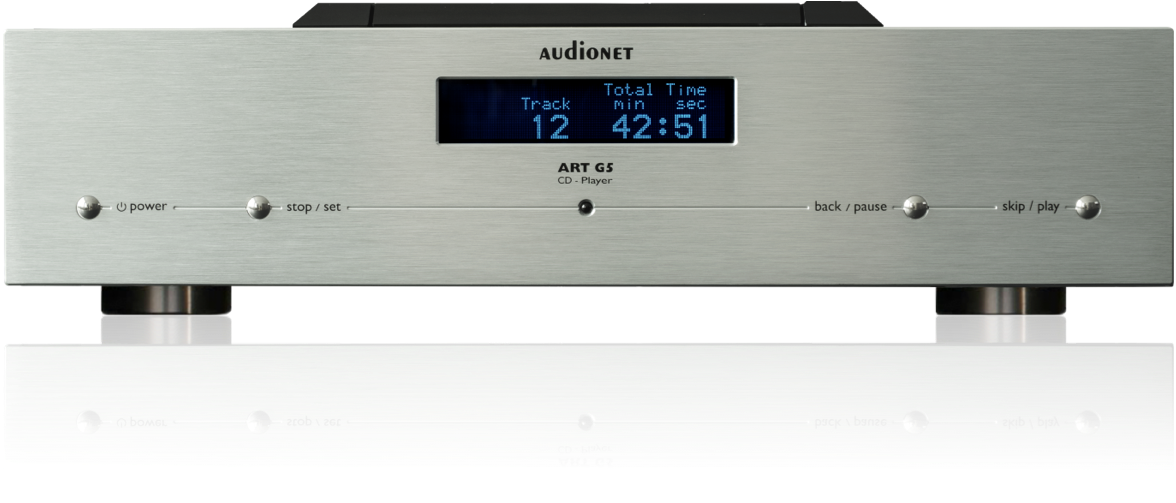 AUDIONET
Total Time
Track min sec
12 42:51
ART G5
CD - Player
power stop / set back / pause skip / play